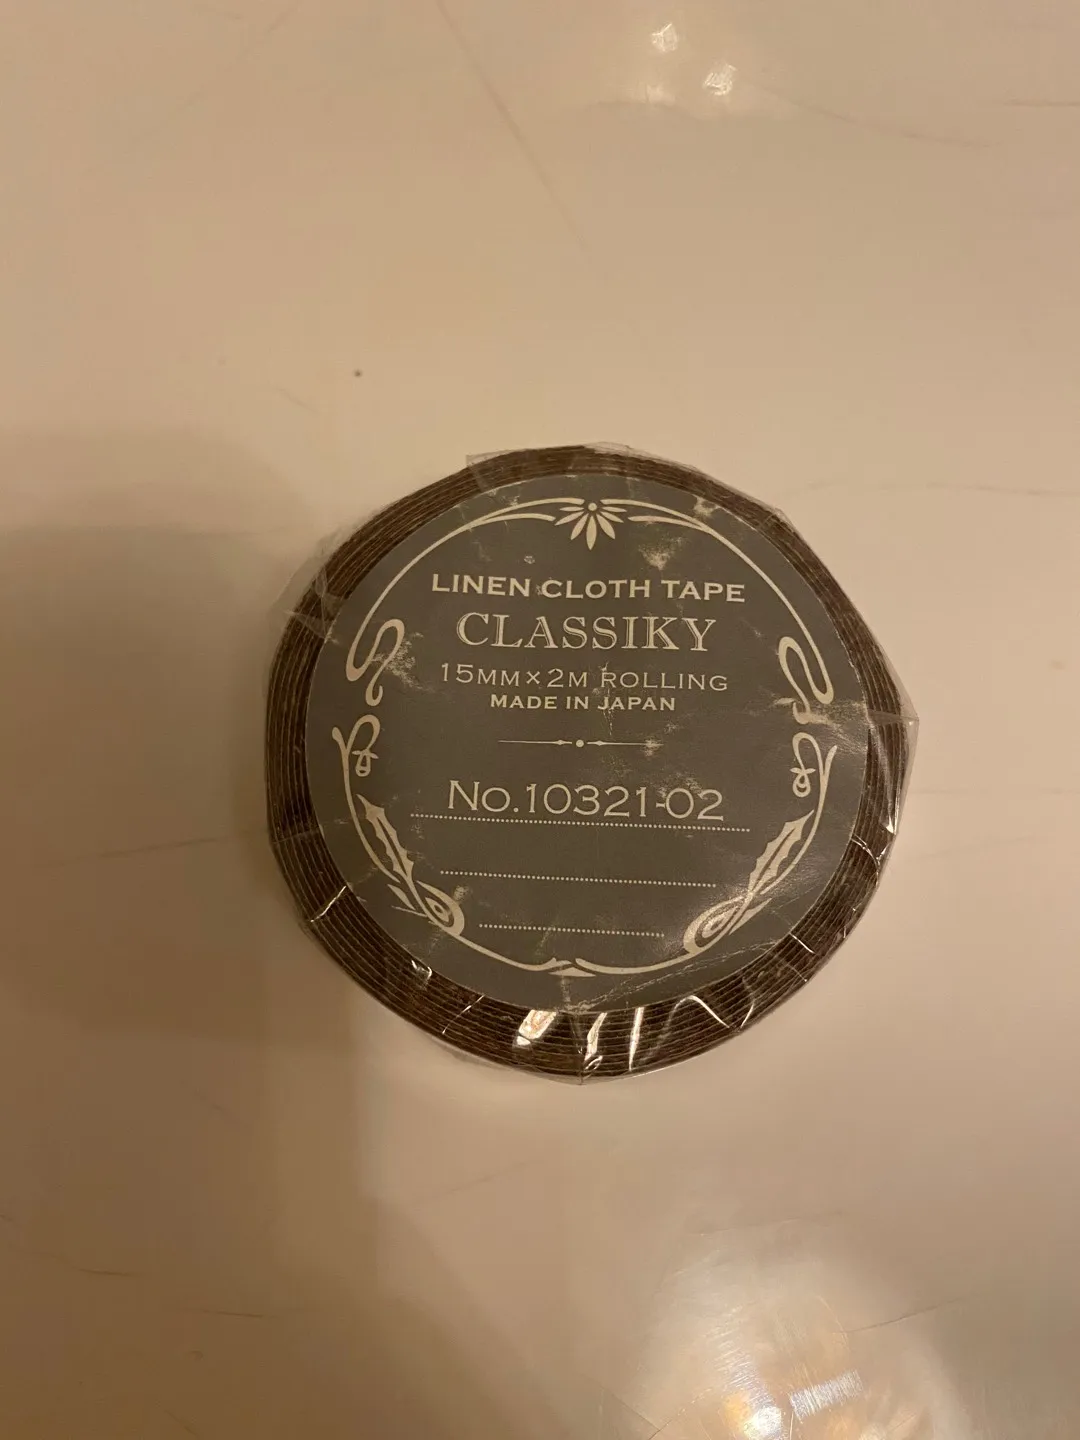 LINEN CLOTH TAPE
CLASSIKY
15MM×2M ROLLING
MADE IN JAPAN
No.10321-02